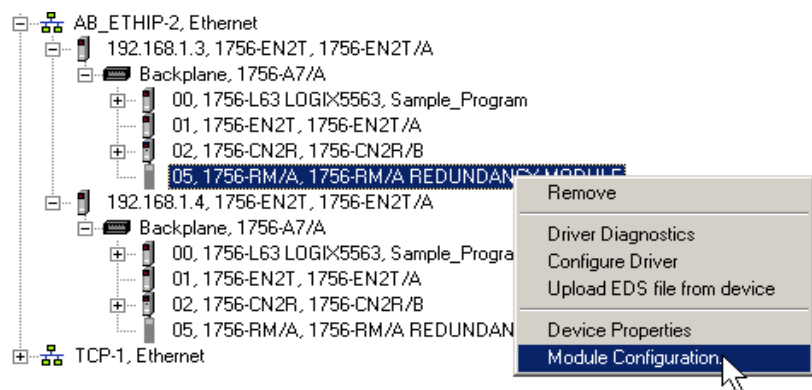 AB_ETHIP-2, Ethernet
192.168.1.3, 1756-EN2T, 1756-EN2T/A
Backplane, 1756-A7/A
00, 1756-L63 LOGIX5563, Sample_Program
01, 1756-EN2T, 1756-EN2T/A
02, 1756-CN2R, 1756-CN2R/B
05, 1756-RM/A, 1756-RM/A REDUNDANCY MODULE
192.168.1.4, 1756-EN2T, 1756-EN2T/A
Backplane, 1756-A7/A
00, 1756-L63 LOGIX5563, Sample_Progra
01, 1756-EN2T, 1756-EN2T/A
02, 1756-CN2R, 1756-CN2R/B
05, 1756-RM/A, 1756-RM/A REDUNDAN
TCP-1, Ethernet
Remove
Driver Diagnostics
Configure Driver
Upload EDS file from device
Device Properties
Module Configuration...